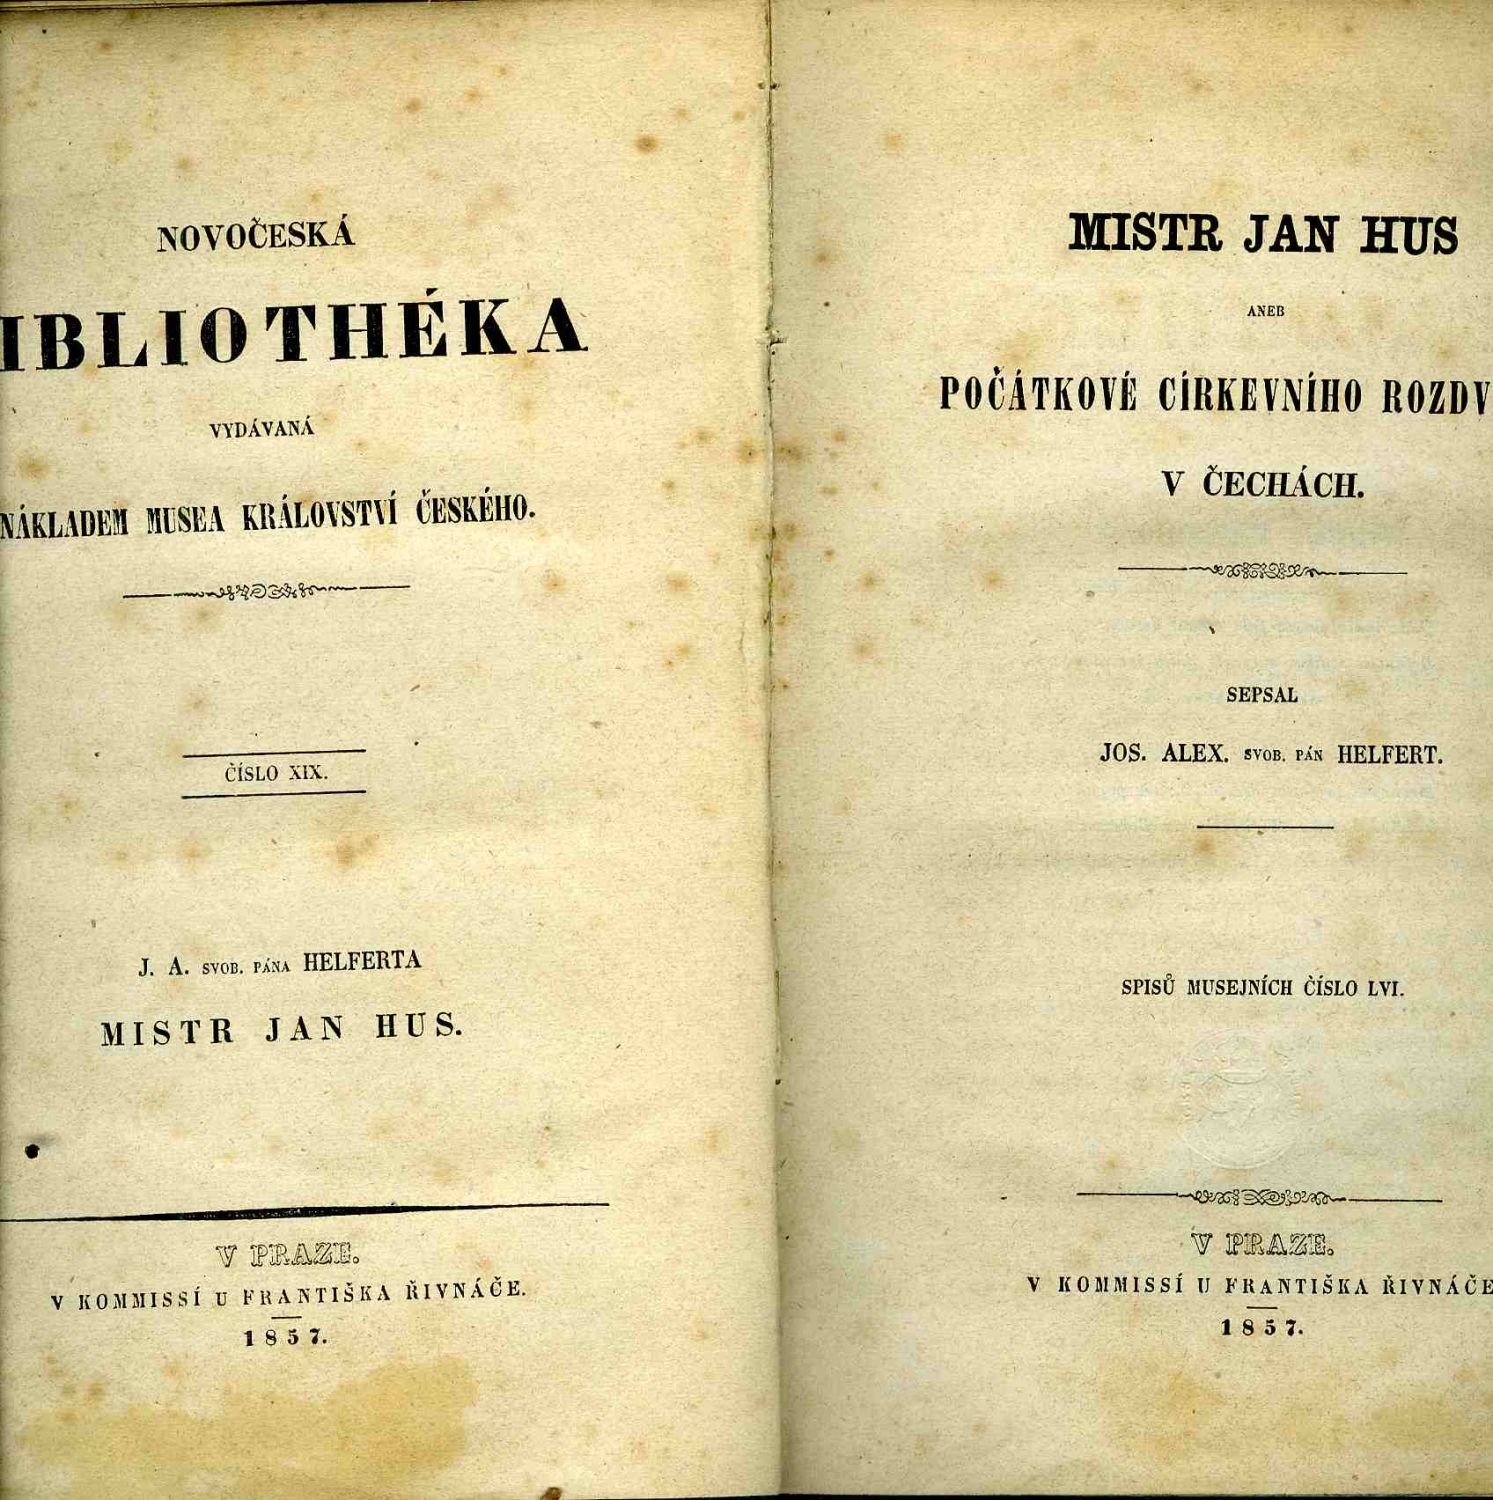 NOVOČESKÁ
IBLIOTHÉKA
VYDÁVANÁ
NÁKLADEM MUSEA KRÁLOVSTVÍ ČESKÉHO.
ČÍSLO XIX.
J. A. SVOB. PÁNA HELFERTA
MISTR JAN HUS.
V PRAZE.
V KOMMISSÍ U FRANTIŠKA ŘIVNÁČE.
1857.
MISTR JAN HUS
ANEB
POČÁTKOVÉ CÍRKEVNÍHO ROZDV
V ČECHÁCH.
SEPSAL
JOS. ALEX. SVOB. PÁN HELFERT.
SPISŮ MUSEJNÍCH ČÍSLO LVI.
V PRAZE.
V KOMMISSÍ U FRANTIŠKA ŘIVNÁČE
1857.